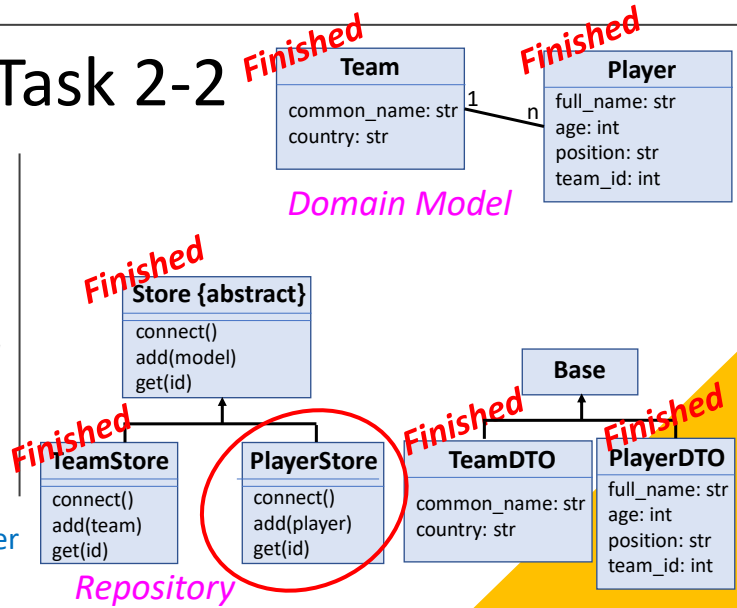 Task 2-2
Finished
Team
common_name: str
country: str
1
n
Finished
Player
full_name: str
age: int
position: str
team_id: int
Domain Model
Finished
Store {abstract}
connect()
add(model)
get(id)
Finished
TeamStore
connect()
add(team)
get(id)
PlayerStore
connect()
add(player)
get(id)
Repository
Base
Finished
TeamDTO
common_name: str
country: str
Finished
PlayerDTO
full_name: str
age: int
position: str
team_id: int